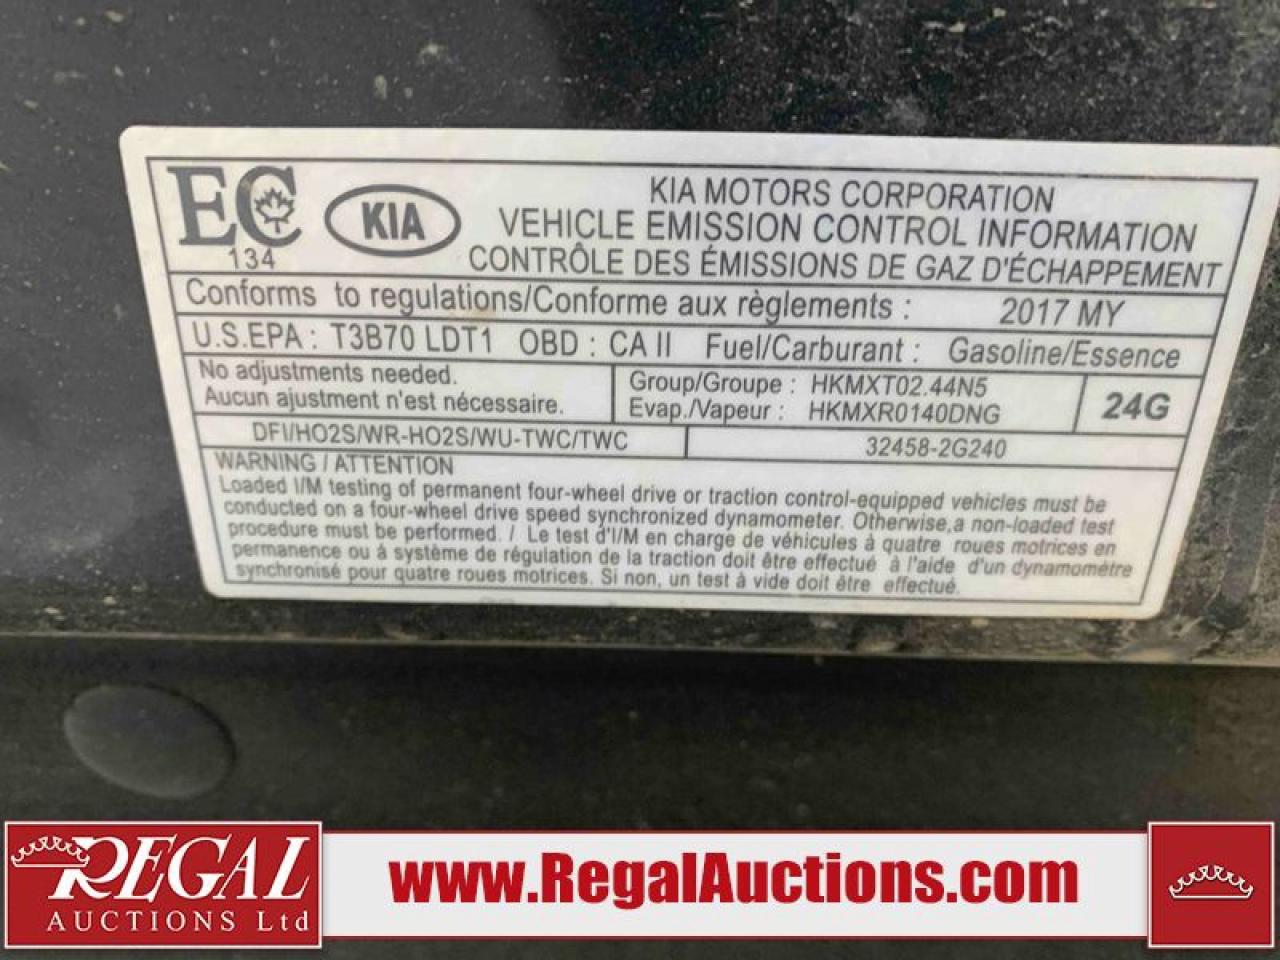 EC
134
KIA
KIA MOTORS CORPORATION
VEHICLE EMISSION CONTROL INFORMATION
CONTRÔLE DES ÉMISSIONS DE GAZ D'ÉCHAPPEMENT
Conforms to regulations/Conforme aux règlements : 2017 MY
U.S.EPA : T3B70 LDT1 OBD : CA II Fuel/Carburant : Gasoline/Essence
No adjustments needed.
Aucun ajustment n'est nécessaire.
Group/Groupe : HKMXT02.44N5
Evap./Vapeur : HKMXR0140DNG
24G
DFI/HO2S/WR-HO2S/WU-TWC/TWC
32458-2G240
WARNING / ATTENTION
Loaded I/M testing of permanent four-wheel drive or traction control-equipped vehicles must be
conducted on a four-wheel drive speed synchronized dynamometer. Otherwise,a non-loaded test
procedure must be performed. / Le test d'I/M en charge de véhicules à quatre roues motrices en
permanence ou à système de régulation de la traction doit être effectué à l'aide d'un dynamomètre
synchronisé pour quatre roues motrices. Si non, un test à vide doit être effectué.
REGAL
AUCTIONS Ltd
www.RegalAuctions.com